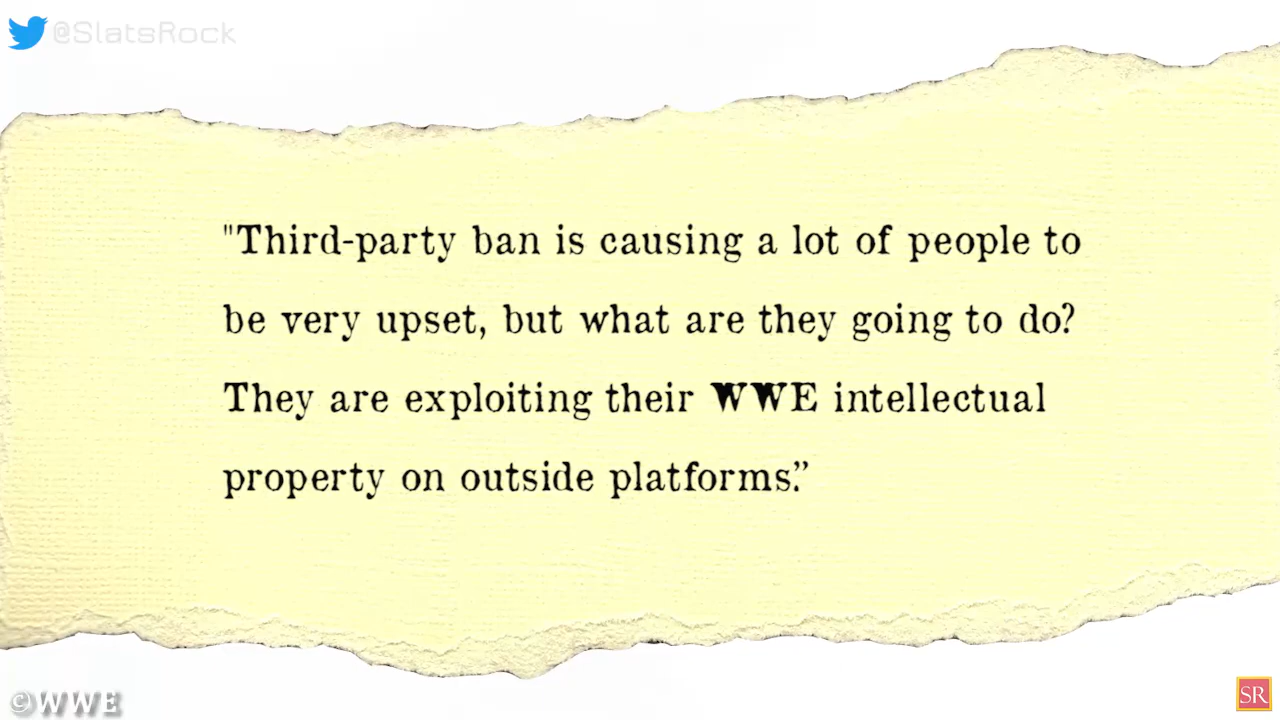 @SlatsRock
"Third-party ban is causing a lot of people to
be very upset, but what are they going to do?
They are exploiting their WWE intellectual
property on outside platforms.”
©WWE
SR